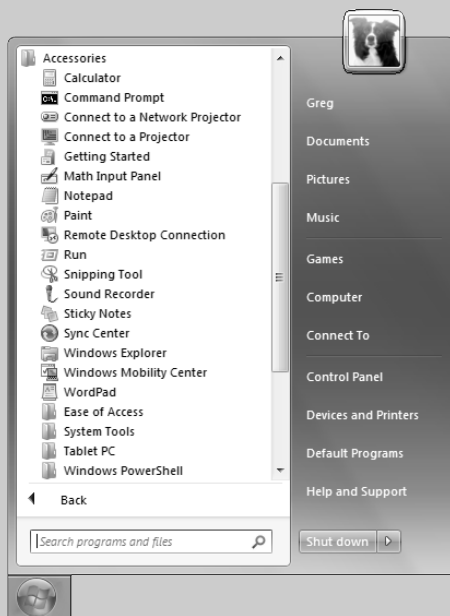 Accessories
Calculator
Command Prompt
Connect to a Network Projector
Connect to a Projector
Getting Started
Math Input Panel
Notepad
Paint
Remote Desktop Connection
Run
Snipping Tool
Sound Recorder
Sticky Notes
Sync Center
Windows Explorer
Windows Mobility Center
WordPad
Ease of Access
System Tools
Tablet PC
Windows PowerShell
Back
Search programs and files
Greg
Documents
Pictures
Music
Games
Computer
Connect To
Control Panel
Devices and Printers
Default Programs
Help and Support
Shut down